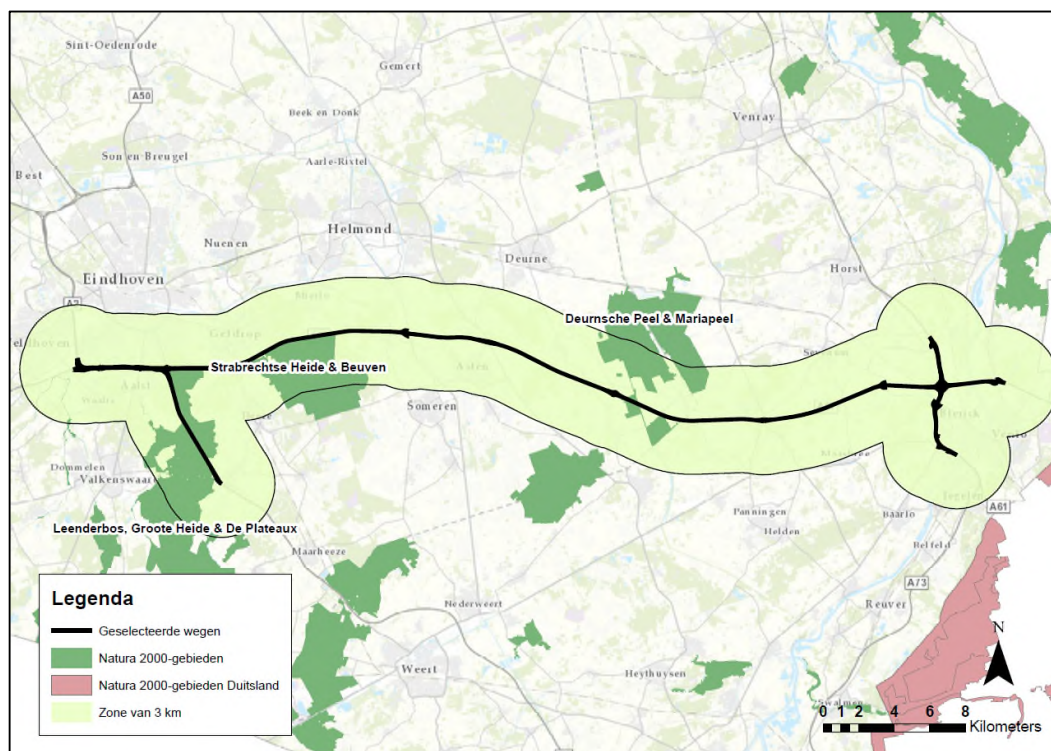 Sint-Oedenrode
Gemert
A50
Beek en Donk
Venray
Son en Breugel
Aarle-Rixtel
Best
Nuenen
Helmond
Deurne
Eindhoven
Horst
A2
Deurnsche Peel & Mariapeel
Geldrop
Strabrechtse Heide & Beuven
Asten
Aalst
Someren
Dommelen
Valkenswaard
Panningen
Helden
Baarlo
A61
Leenderbos, Groote Heide & De Plateaux
Maarheeze
Belfeld
A73
Nederweert
Reuver
Weert
Heythuysen
Swalmen
Legenda
Geselecteerde wegen
Natura 2000-gebieden
Natura 2000-gebieden Duitsland
Zone van 3 km
N
0 1 2 4 6 8
Kilometers